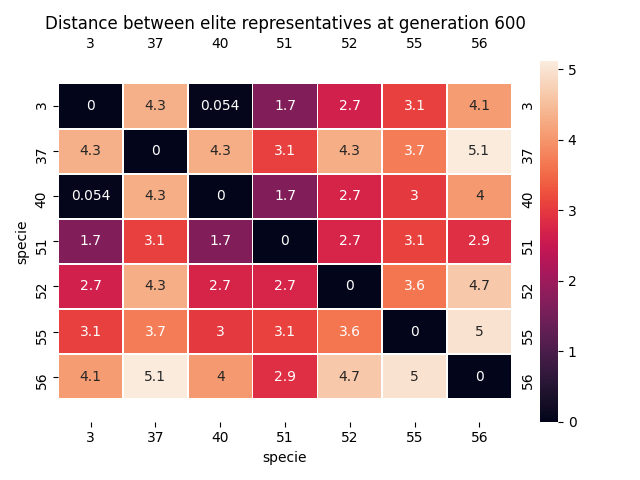 Distance between elite representatives at generation 600
3 37 40 51 52 55 56
3 0 4.3 0.054 1.7 2.7 3.1 4.1 3
37 4.3 0 4.3 3.1 4.3 3.7 5.1 37
40 0.054 4.3 0 1.7 2.7 3 4 40
51 1.7 3.1 1.7 0 2.7 3.1 2.9 51
52 2.7 4.3 2.7 2.7 0 3.6 4.7 52
55 3.1 3.7 3 3.1 3.6 0 5 55
56 4.1 5.1 4 2.9 4.7 5 0 56
3 37 40 51 52 55 56
specie
specie
5
4
3
2
1
0